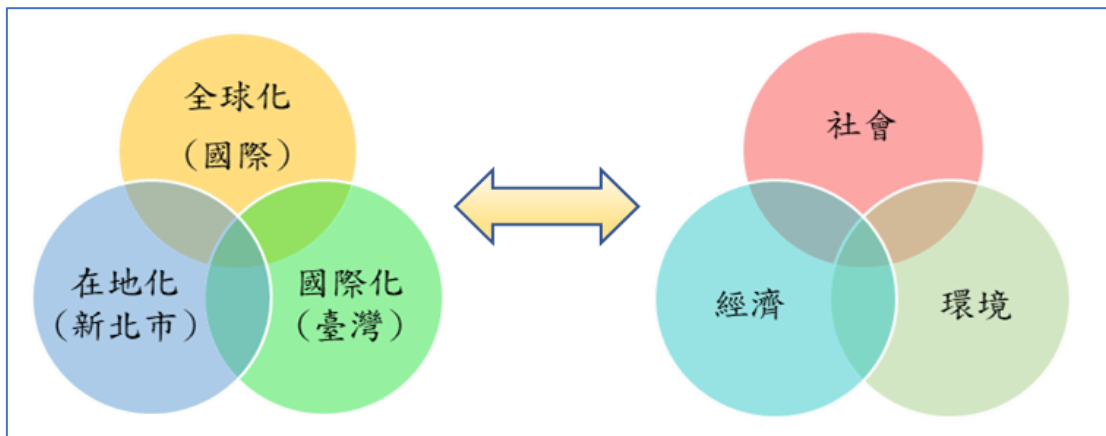 全球化
（國際）
在地化
（新北市）
國際化
（臺灣）
社會
經濟
環境